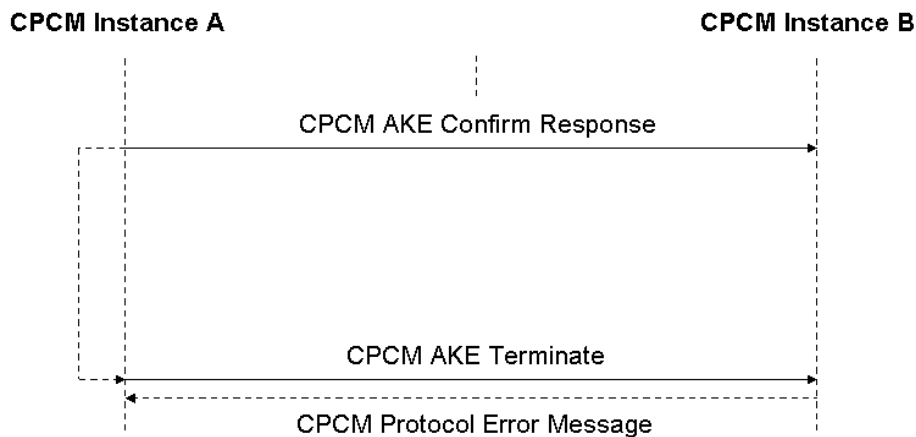 CPCM Instance A
CPCM Instance B
CPCM AKE Confirm Response
CPCM AKE Terminate
CPCM Protocol Error Message